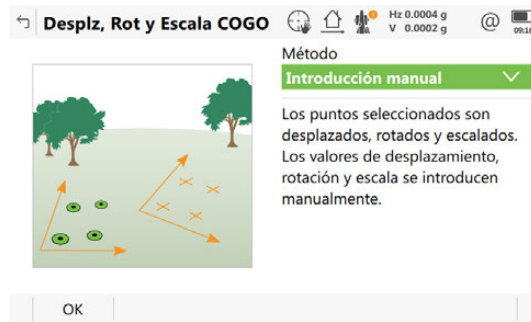 Desplz, Rot y Escala COGO
Hz 0.0004 g
V 0.0002 g
@
Método
Introducción manual
Los puntos seleccionados son
desplazados, rotados y escalados.
Los valores de desplazamiento,
rotación y escala se introducen
manualmente.
OK